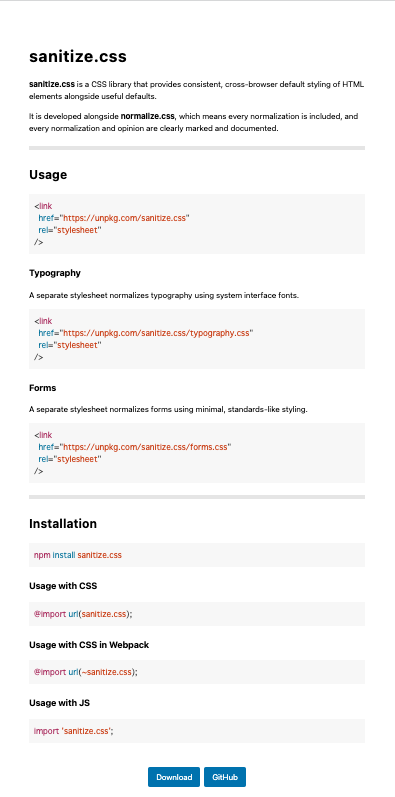 sanitize.css
sanitize.css is a CSS library that provides consistent, cross-browser default styling of HTML
elements alongside useful defaults.
It is developed alongside normalize.css, which means every normalization is included, and
every normalization and opinion are clearly marked and documented.
Usage
<link
  href="https://unpkg.com/sanitize.css"
  rel="stylesheet"
/>
Typography
A separate stylesheet normalizes typography using system interface fonts.
<link
  href="https://unpkg.com/sanitize.css/typography.css"
  rel="stylesheet"
/>
Forms
A separate stylesheet normalizes forms using minimal, standards-like styling.
<link
  href="https://unpkg.com/sanitize.css/forms.css"
  rel="stylesheet"
/>
Installation
npm install sanitize.css
Usage with CSS
@import url(sanitize.css);
Usage with CSS in Webpack
@import url(~sanitize.css);
Usage with JS
import 'sanitize.css';
Download GitHub